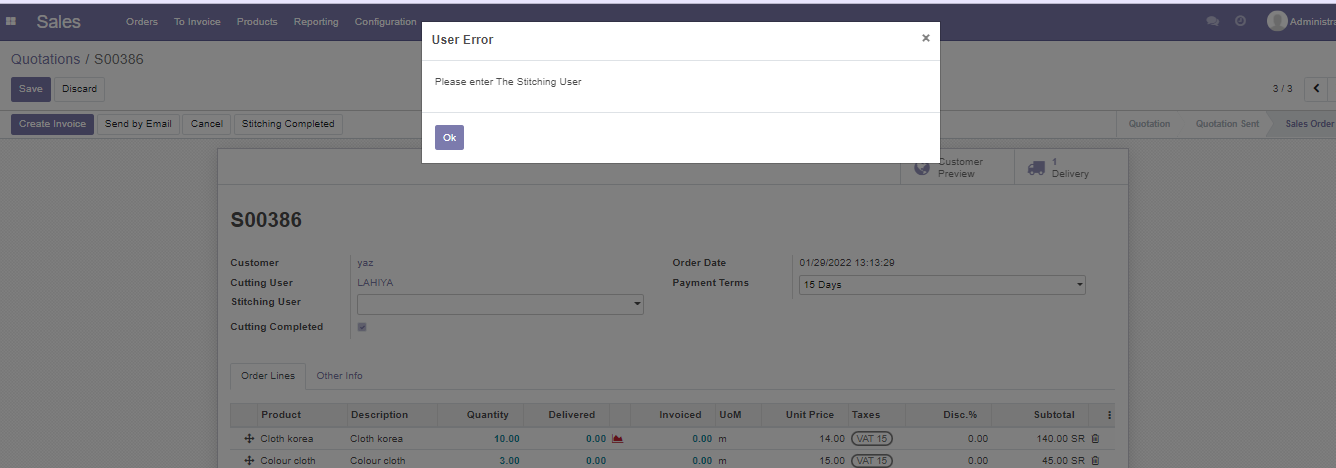 Sales Orders To Invoice Products Reporting Configuration Administra
User Error ×
Please enter The Stitching User
Ok
Quotations / S00386
Save Discard 3 / 3
Create Invoice Send by Email Cancel Stitching Completed Quotation Quotation Sent Sales Order
Customer Preview 1 Delivery
S00386
Customer yaz Order Date 01/29/2022 13:13:29
Cutting User LAHIYA Payment Terms 15 Days
Stitching User
Cutting Completed
Order Lines Other Info
Product Description Quantity Delivered Invoiced UoM Unit Price Taxes Disc.% Subtotal
Cloth korea Cloth korea 10.00 0.00 0.00 m 14.00 VAT 15 0.00 140.00 SR
Colour cloth Colour cloth 3.00 0.00 0.00 m 15.00 VAT 15 0.00 45.00 SR